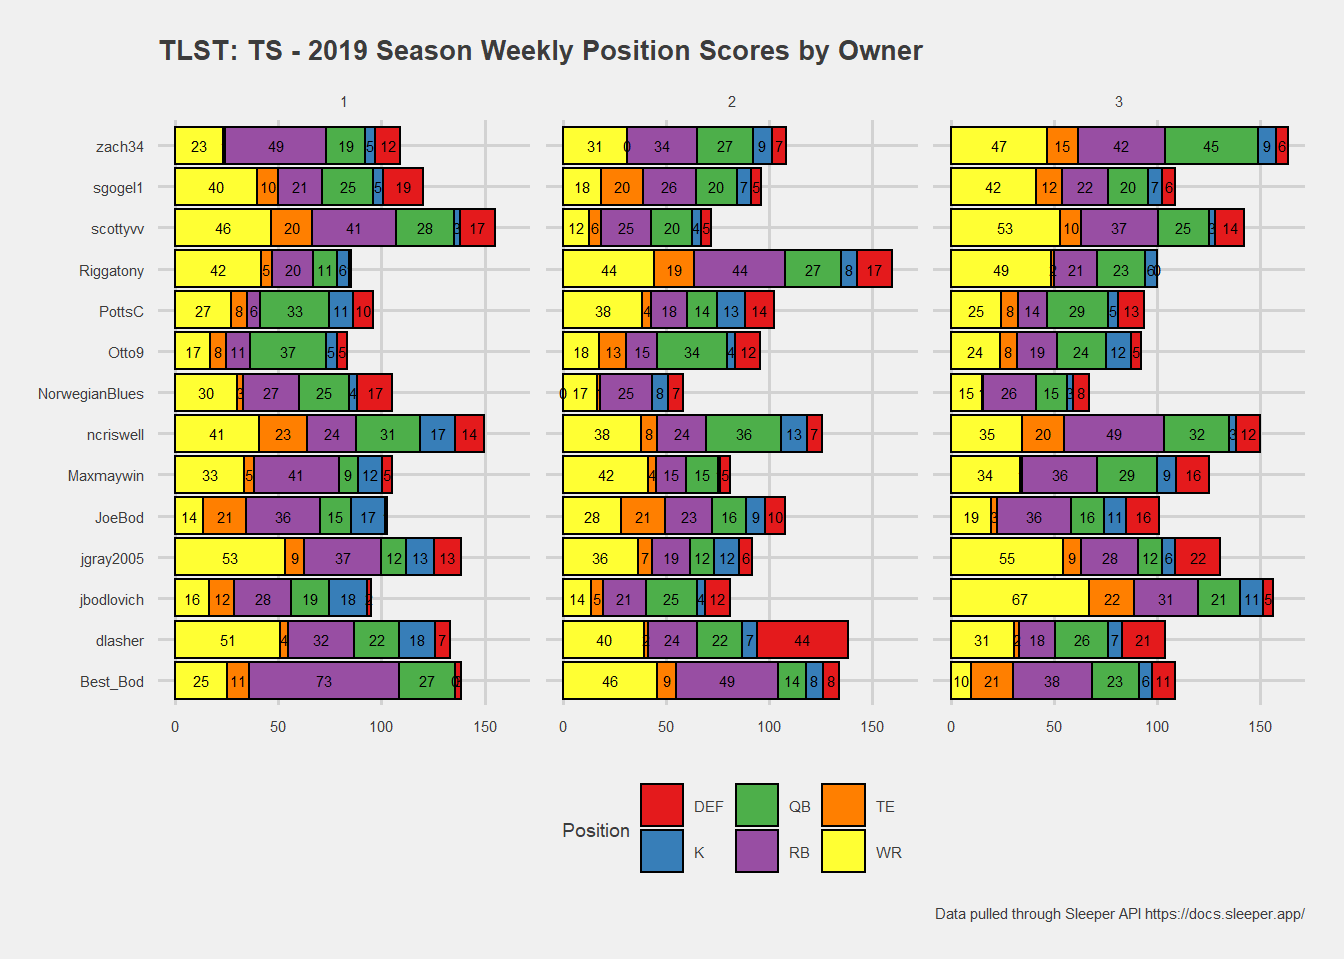 TLST: TS - 2019 Season Weekly Position Scores by Owner
1 2 3
zach34 23 49 19 5 12 31 0 34 27 9 7 47 15 42 45 9 6
sgogel1 40 10 21 25 5 19 18 20 26 20 7 5 42 12 22 20 7 6
scottyvv 46 20 41 28 3 17 12 6 25 20 4 5 53 10 37 25 3 14
Riggatony 42 5 20 11 6 44 19 44 27 8 17 49 2 21 23 6 0
PottsC 27 8 6 33 11 10 38 4 18 14 13 14 25 8 14 29 5 13
Otto9 17 8 11 37 5 5 18 13 15 34 4 12 24 8 19 24 12 5
NorwegianBlues 30 3 27 25 4 17 0 17 25 8 7 15 26 15 3 8
ncriswell 41 23 24 31 17 14 38 8 24 36 13 7 35 20 49 32 3 12
Maxmaywin 33 5 41 9 12 5 42 4 15 15 5 34 36 29 9 16
JoeBod 14 21 36 15 17 28 21 23 16 9 10 19 3 36 16 11 16
jgray2005 53 9 37 12 13 13 36 7 19 12 12 6 55 9 28 12 6 22
jbodlovich 16 12 28 19 18 2 14 5 21 25 4 12 67 22 31 21 11 5
dlasher 51 4 32 22 18 7 40 2 24 22 7 44 31 2 18 26 7 21
Best_Bod 25 11 73 27 0 2 46 9 49 14 8 8 10 21 38 23 6 11
0 50 100 150 0 50 100 150 0 50 100 150
Position
DEF QB TE
K RB WR
Data pulled through Sleeper API https://docs.sleeper.app/